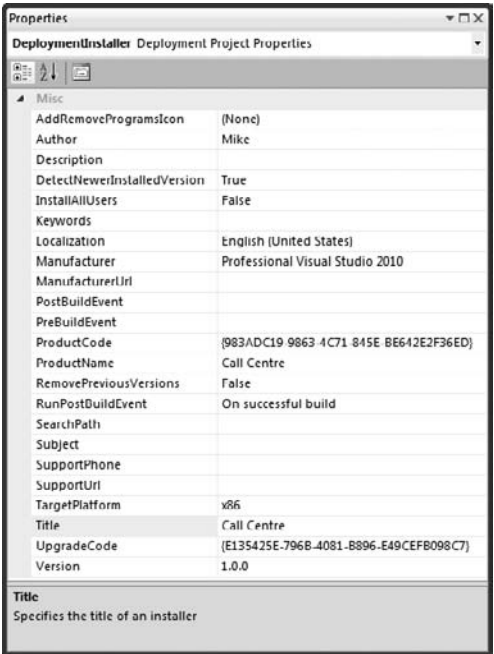 Properties
DeploymentInstaller Deployment Project Properties
Misc
AddRemoveProgramsIcon (None)
Author Mike
Description
DetectNewerInstalledVersion True
InstallAllUsers False
Keywords
Localization English (United States)
Manufacturer Professional Visual Studio 2010
ManufacturerUrl
PostBuildEvent
PreBuildEvent
ProductCode {983ADC19-9863-4C71-845E-BE642E2F36ED}
ProductName Call Centre
RemovePreviousVersions False
RunPostBuildEvent On successful build
SearchPath
Subject
SupportPhone
SupportUrl
TargetPlatform x86
Title Call Centre
UpgradeCode {E135425E-796B-4081-B896-E49CEFB098C7}
Version 1.0.0
Title
Specifies the title of an installer